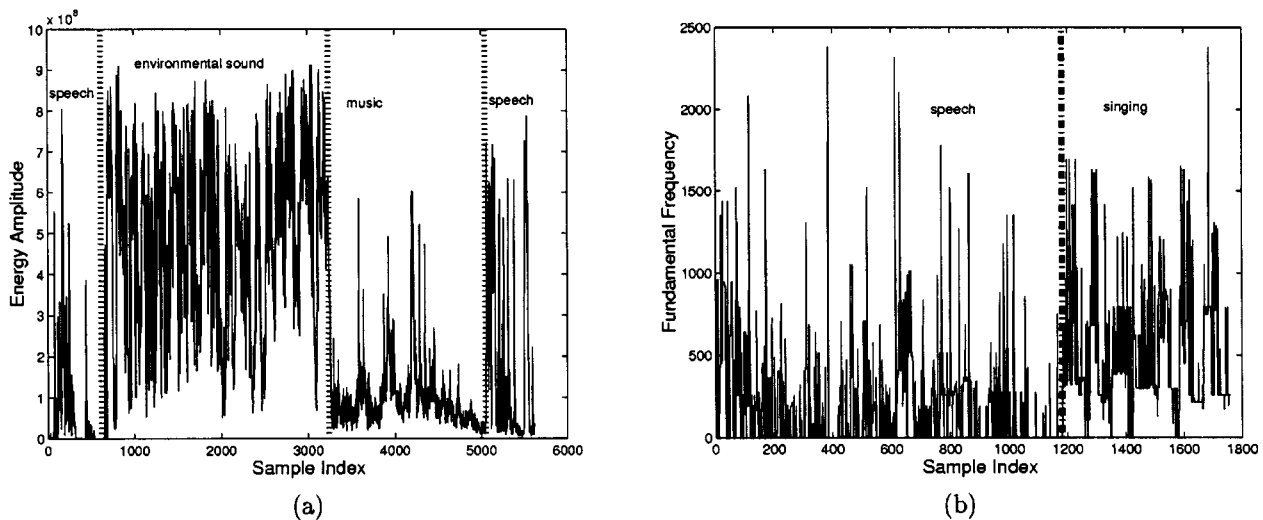 x 10⁸
10
9
8
7
6
5
4
3
2
1
0
Energy Amplitude
speech
environmental sound
music
speech
0
1000
2000
3000
4000
5000
6000
Sample Index
(a)
2500
2000
1500
1000
500
0
Fundamental Frequency
speech
singing
0
200
400
600
800
1000
1200
1400
1600
1800
Sample Index
(b)